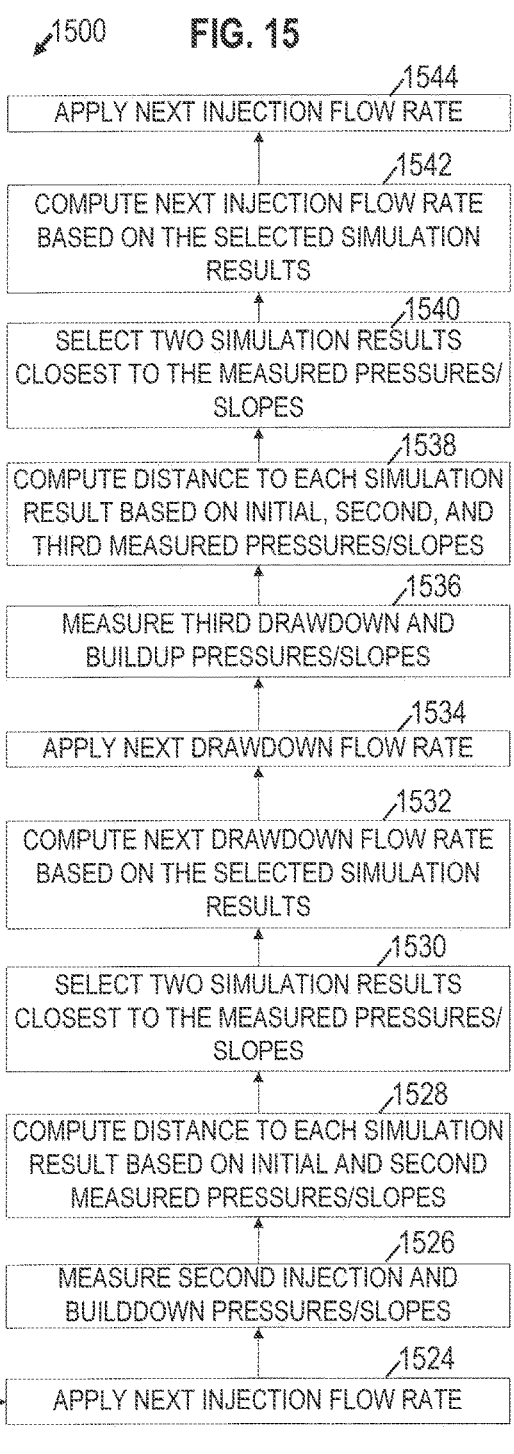 1500
FIG. 15
1544
APPLY NEXT INJECTION FLOW RATE
1542
COMPUTE NEXT INJECTION FLOW RATE
BASED ON THE SELECTED SIMULATION
RESULTS
1540
SELECT TWO SIMULATION RESULTS
CLOSEST TO THE MEASURED PRESSURES/
SLOPES
1538
COMPUTE DISTANCE TO EACH SIMULATION
RESULT BASED ON INITIAL, SECOND, AND
THIRD MEASURED PRESSURES/SLOPES
1536
MEASURE THIRD DRAWDOWN AND
BUILDUP PRESSURES/SLOPES
1534
APPLY NEXT DRAWDOWN FLOW RATE
1532
COMPUTE NEXT DRAWDOWN FLOW RATE
BASED ON THE SELECTED SIMULATION
RESULTS
1530
SELECT TWO SIMULATION RESULTS
CLOSEST TO THE MEASURED PRESSURES/
SLOPES
1528
COMPUTE DISTANCE TO EACH SIMULATION
RESULT BASED ON INITIAL AND SECOND
MEASURED PRESSURES/SLOPES
1526
MEASURE SECOND INJECTION AND
BUILDDOWN PRESSURES/SLOPES
1524
APPLY NEXT INJECTION FLOW RATE